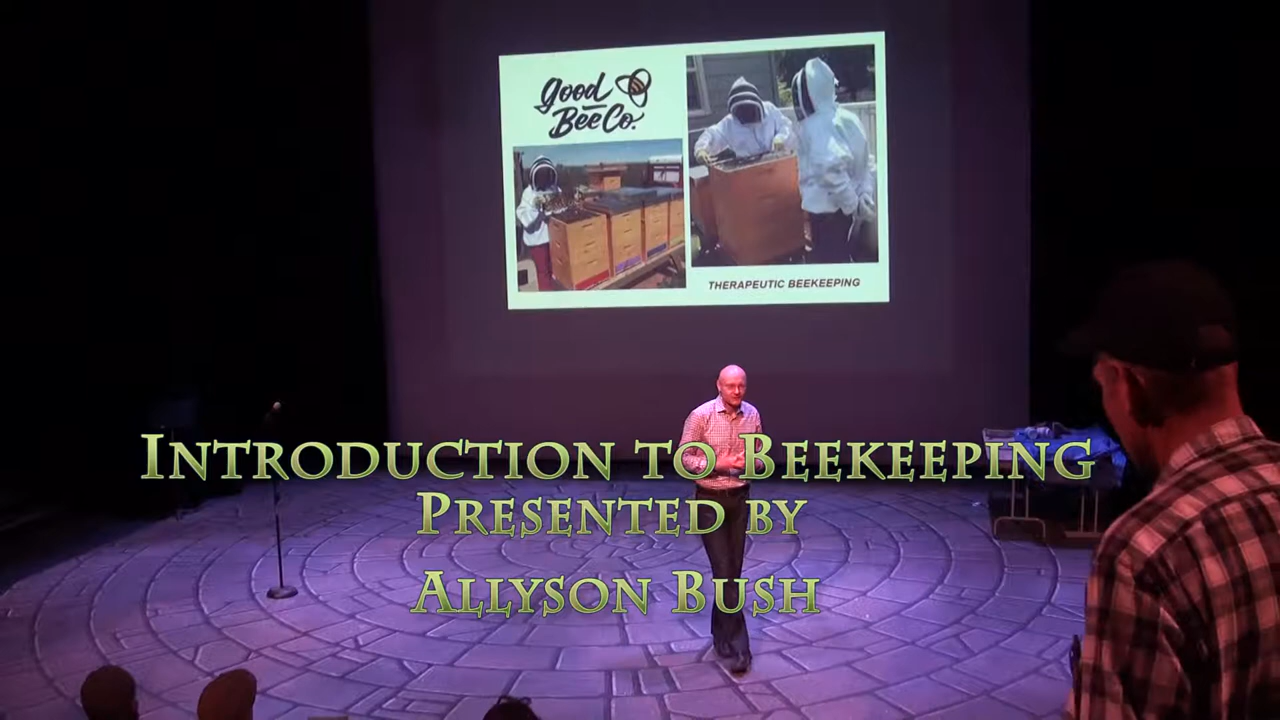 Good
Bee Co.
THERAPEUTIC BEEKEEPING
INTRODUCTION TO BEEKEEPING
PRESENTED BY
ALLYSON BUSH